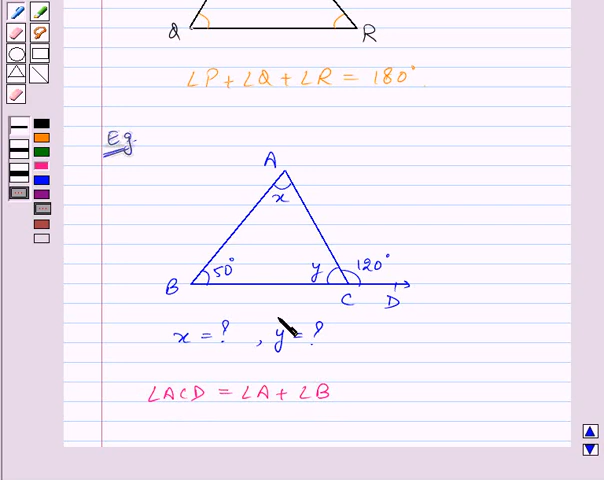 Q R
∠P + ∠Q + ∠R = 180°.
Eg.
A
x
B 50° y 120°
C D
x = ? , y = ?
∠ACD = ∠A + ∠B